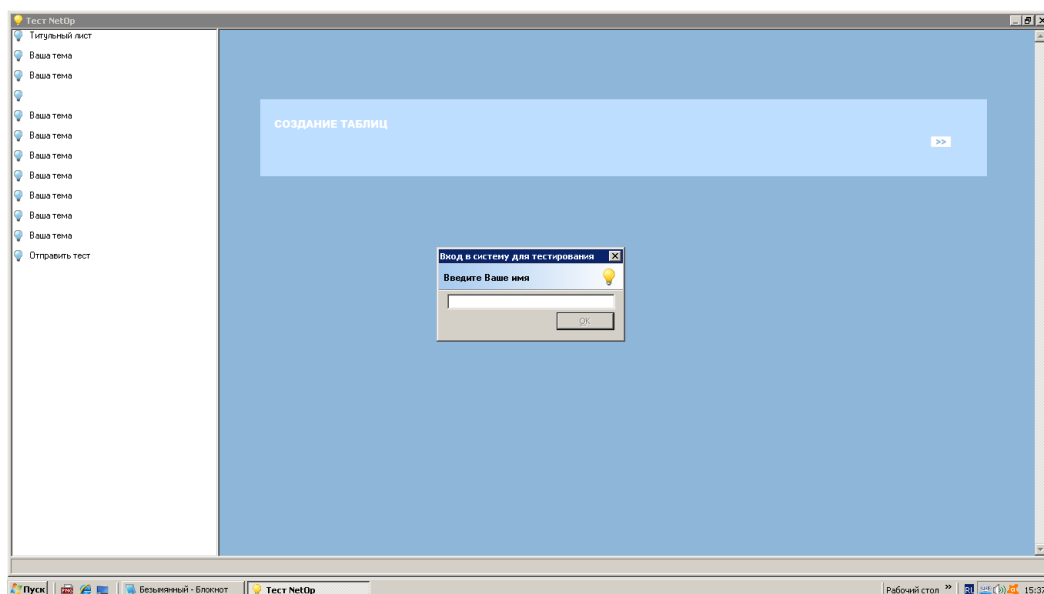 Тест NetOp
Титульный лист
Ваша тема
Ваша тема
Ваша тема
Ваша тема
Ваша тема
Ваша тема
Ваша тема
Ваша тема
Ваша тема
Отправить тест
СОЗДАНИЕ ТАБЛИЦ
>>
Вход в систему для тестирования
Введите Ваше имя
OK
Пуск
Безымянный - Блокнот
Тест NetOp
Рабочий стол
»
RU
15:37